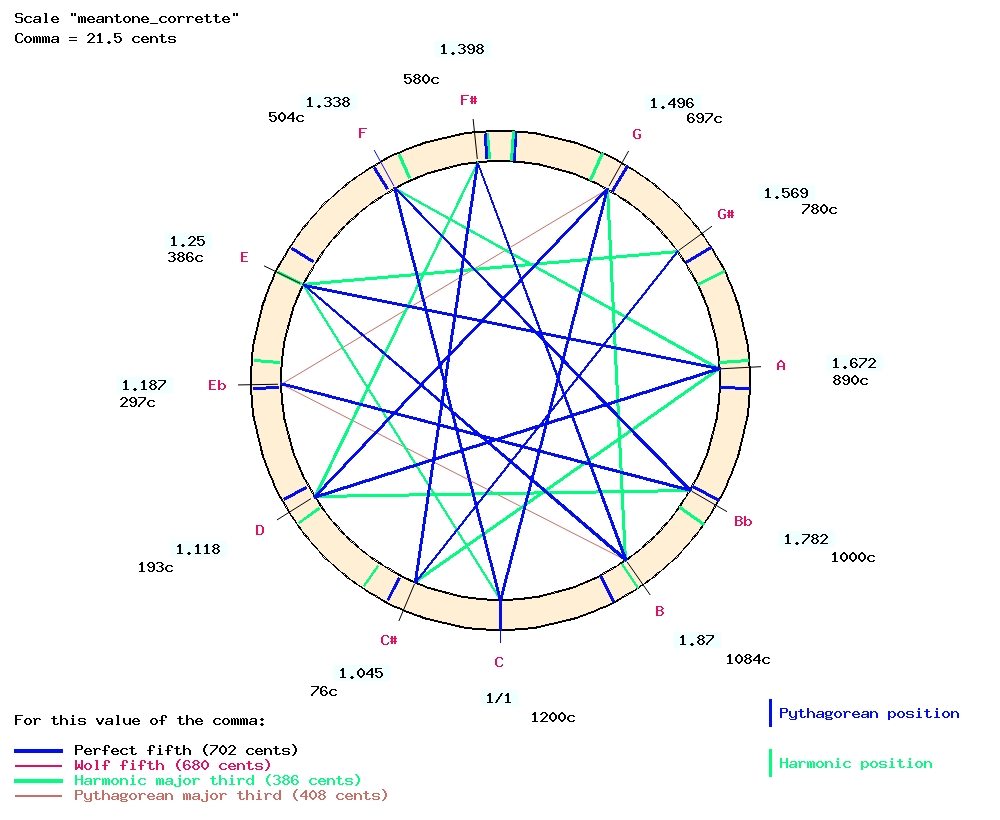 Scale "meantone_corrette"
Comma = 21.5 cents
1.398
580c
F#
1.338
504c
F
1.496
697c
G
1.569
780c
G#
1.25
386c
E
1.672
890c
A
1.187
297c
Eb
Bb
1.782
1000c
D
1.118
193c
B
1.87
1084c
C#
1.045
76c
C
1/1
1200c
For this value of the comma:
Perfect fifth (702 cents)
Wolf fifth (680 cents)
Harmonic major third (386 cents)
Pythagorean major third (408 cents)
Pythagorean position
Harmonic position